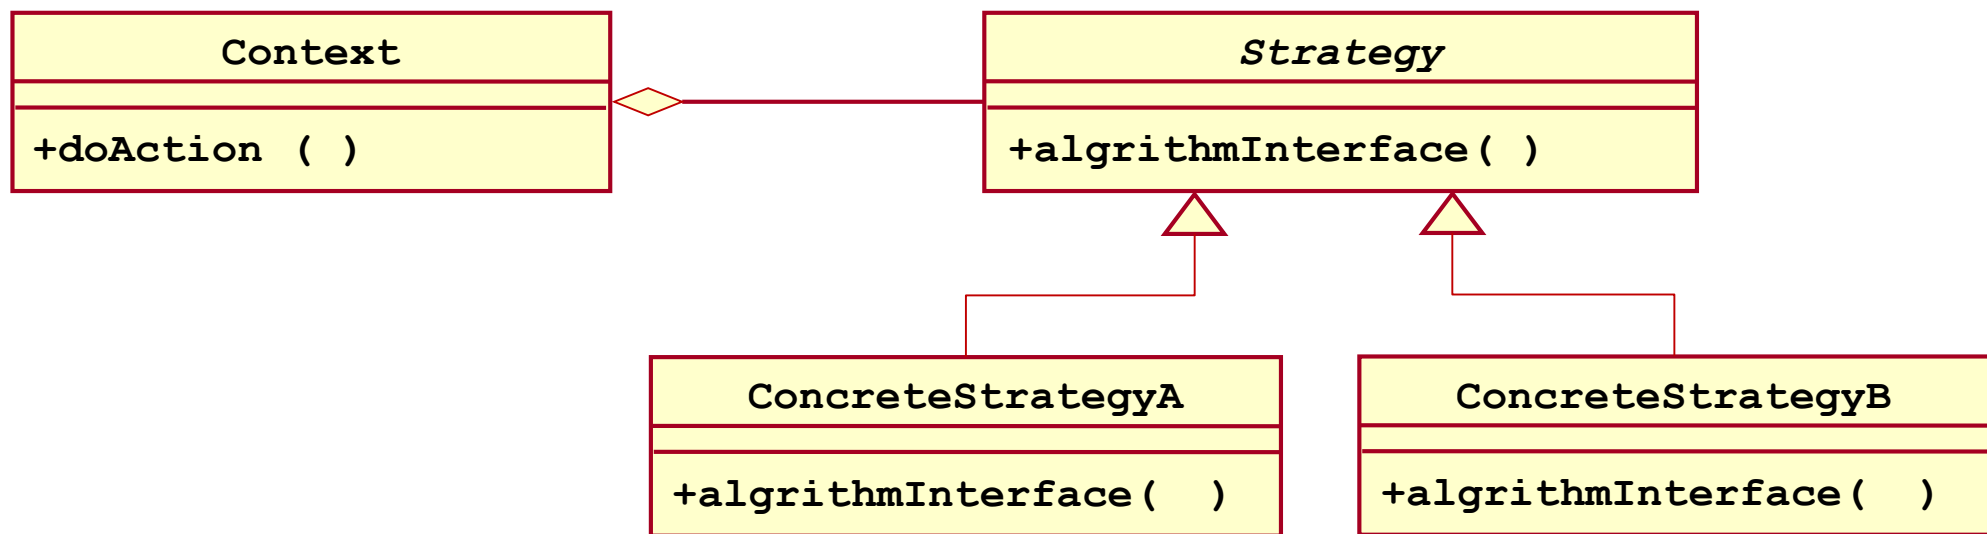 Context
Strategy
+doAction ( )
+algrithmInterface( )
ConcreteStrategyA
ConcreteStrategyB
+algrithmInterface(  )
+algrithmInterface(  )